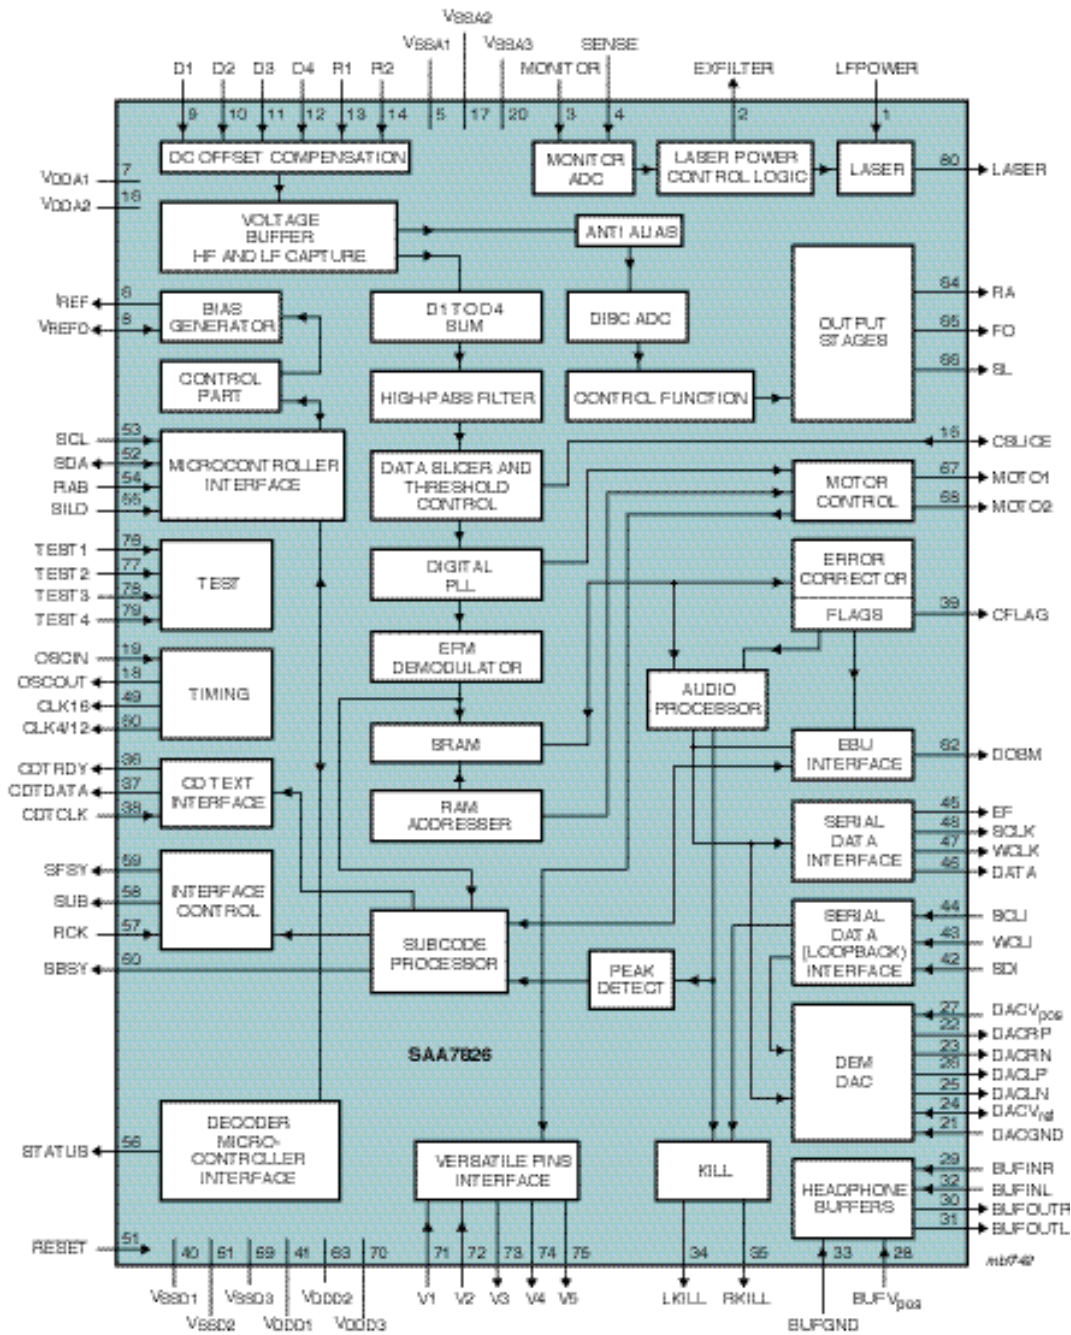 VSSA2
VSSA1 VSSA3 SENSE
D1 D2 D3 D4 R1 R2 MONITOR EXFILTER LFPOWER
9 10 11 12 13 14 5 17 20 3 4 2 1
DC OFFSET COMPENSATION
MONITOR ADC
LASER POWER CONTROL LOGIC
LASER
80 LASER
VDDA1 7
VDDA2 16
VOLTAGE
BUFFER
HF AND LF CAPTURE
ANTI ALIAS
IREF 6
VREFO 8
BIAS
GENERATOR
D1 TO D4
SUM
DISC ADC
OUTPUT
STAGES
64 RA
65 FO
66 SL
CONTROL
PART
HIGH-PASS FILTER
CONTROL FUNCTION
SCL 53
SDA 52
RAB 54
SILD 55
MICROCONTROLLER
INTERFACE
DATA SLICER AND
THRESHOLD
CONTROL
15 CSLICE
MOTOR
CONTROL
67 MOTO1
68 MOTO2
TEST1 76
TEST2 77
TEST3 78
TEST4 79
TEST
DIGITAL
PLL
ERROR
CORRECTOR
FLAGS
39 CFLAG
OSCIN 19
OSCOUT 18
CLK16 49
CLK4/12 60
TIMING
EFM
DEMODULATOR
AUDIO
PROCESSOR
SRAM
EBU
INTERFACE
62 DOBM
CDTRDY 36
CDTDATA 37
CDTCLK 38
CD TEXT
INTERFACE
RAM
ADDRESSER
SERIAL
DATA
INTERFACE
45 EF
48 SCLK
47 WCLK
46 DATA
SFSY 59
SUB 58
RCK 57
SBSY 60
INTERFACE
CONTROL
SUBCODE
PROCESSOR
PEAK
DETECT
SERIAL
DATA
(LOOPBACK)
INTERFACE
44 SCLI
43 WCLI
42 SDI
SAA7826
DEM
DAC
27 DACVpos
22 DACRP
23 DACRN
26 DACLP
25 DACLN
24 DACVref
21 DACGND
STATUS 56
DECODER
MICRO-
CONTROLLER
INTERFACE
VERSATILE PINS
INTERFACE
KILL
HEADPHONE
BUFFERS
29 BUFINR
32 BUFINL
30 BUFOUTR
31 BUFOUTL
RESET 51
40 61 69 41 63 70 71 72 73 74 75 34 35 33 28
mbl742
VSSD1 VSSD3 VDDD2 V1 V2 V3 V4 V5 LKILL RKILL BUFVpos
VSSD2 VDDD1 VDDD3 BUFGND